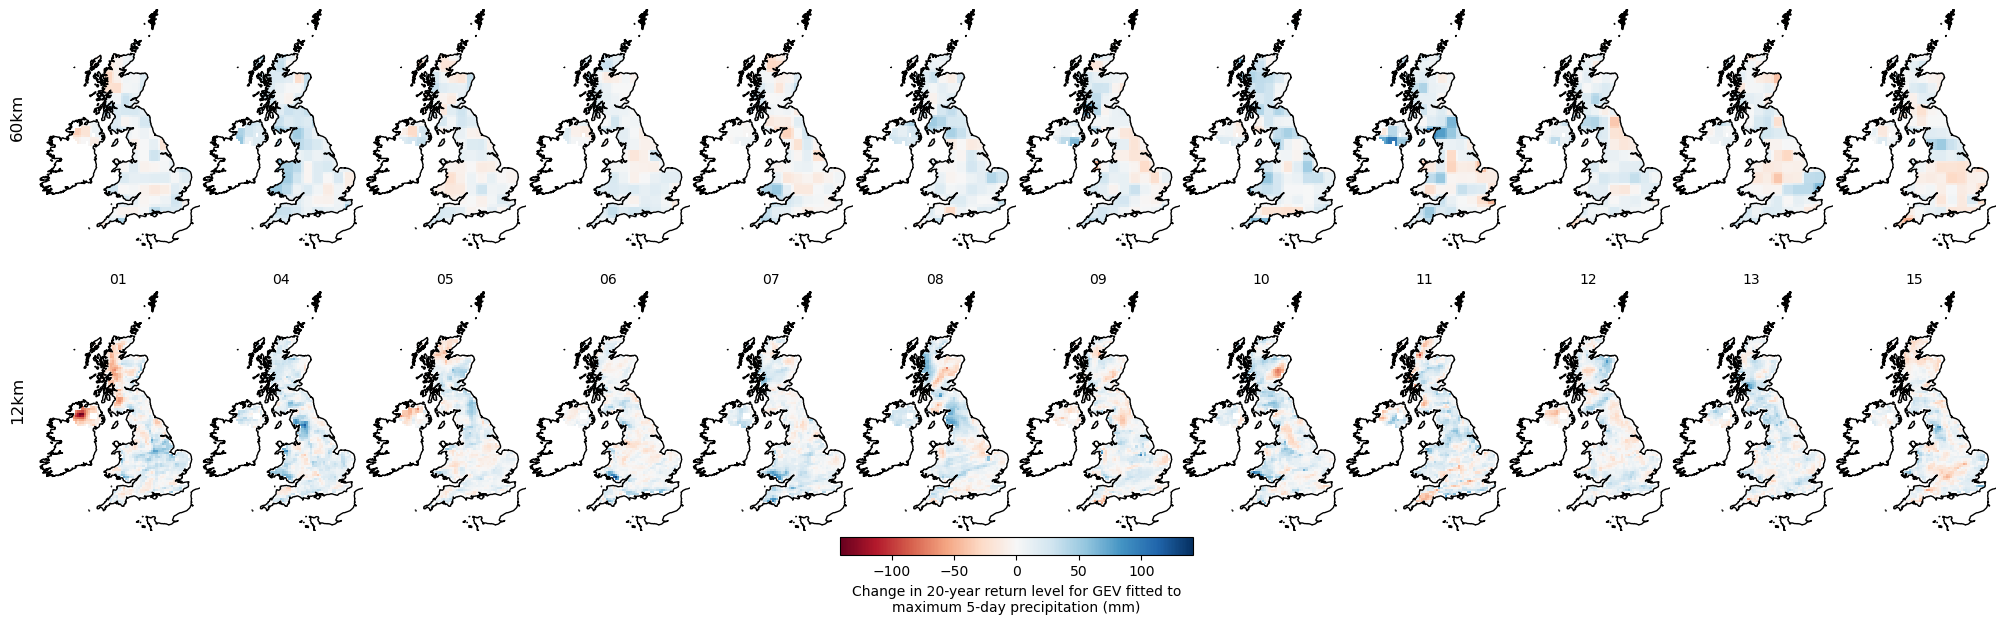 60km
01 04 05 06 07 08 09 10 11 12 13 15
12km
−100 −50 0 50 100
Change in 20-year return level for GEV fitted to
maximum 5-day precipitation (mm)